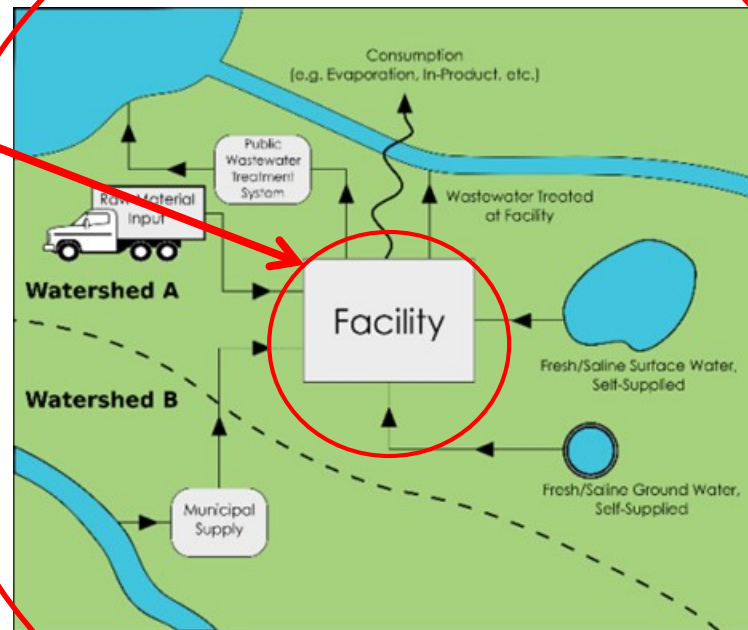 Consumption
(e.g. Evaporation, In-Product. etc.)
Public
Wastewater
Treatment
System
Raw Material
Input
Wastewater Treated
at Facility
Watershed A
Facility
Fresh/Saline Surface Water,
Self-Supplied
Watershed B
Fresh/Saline Ground Water,
Self-Supplied
Municipal
Supply